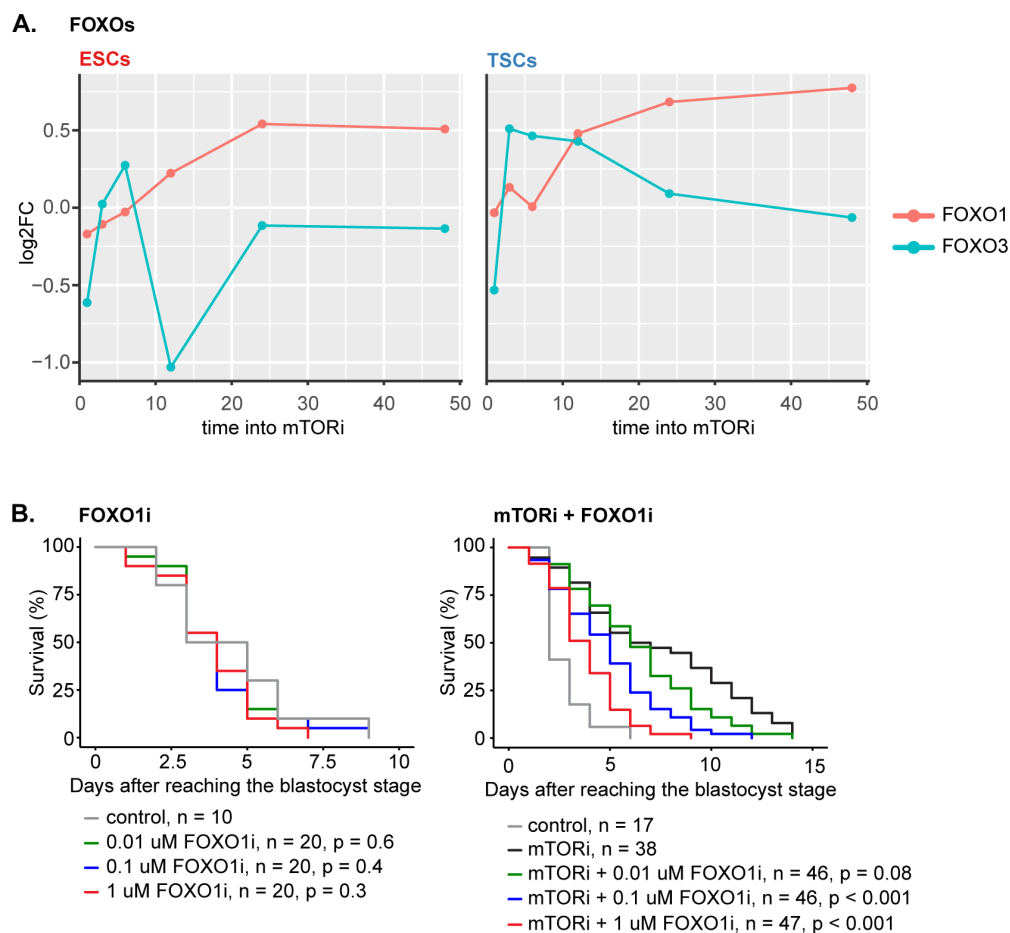 A. FOXOs
ESCs
TSCs
log2FC
0.5
0.0
−0.5
−1.0
0 10 20 30 40 50
0 10 20 30 40 50
time into mTORi
time into mTORi
FOXO1
FOXO3
B. FOXO1i
mTORi + FOXO1i
Survival (%)
100
75
50
25
0
0 2.5 5 7.5 10
Days after reaching the blastocyst stage
control, n = 10
0.01 uM FOXO1i, n = 20, p = 0.6
0.1 uM FOXO1i, n = 20, p = 0.4
1 uM FOXO1i, n = 20, p = 0.3
Survival (%)
100
75
50
25
0
0 5 10 15
Days after reaching the blastocyst stage
control, n = 17
mTORi, n = 38
mTORi + 0.01 uM FOXO1i, n = 46, p = 0.08
mTORi + 0.1 uM FOXO1i, n = 46, p < 0.001
mTORi + 1 uM FOXO1i, n = 47, p < 0.001